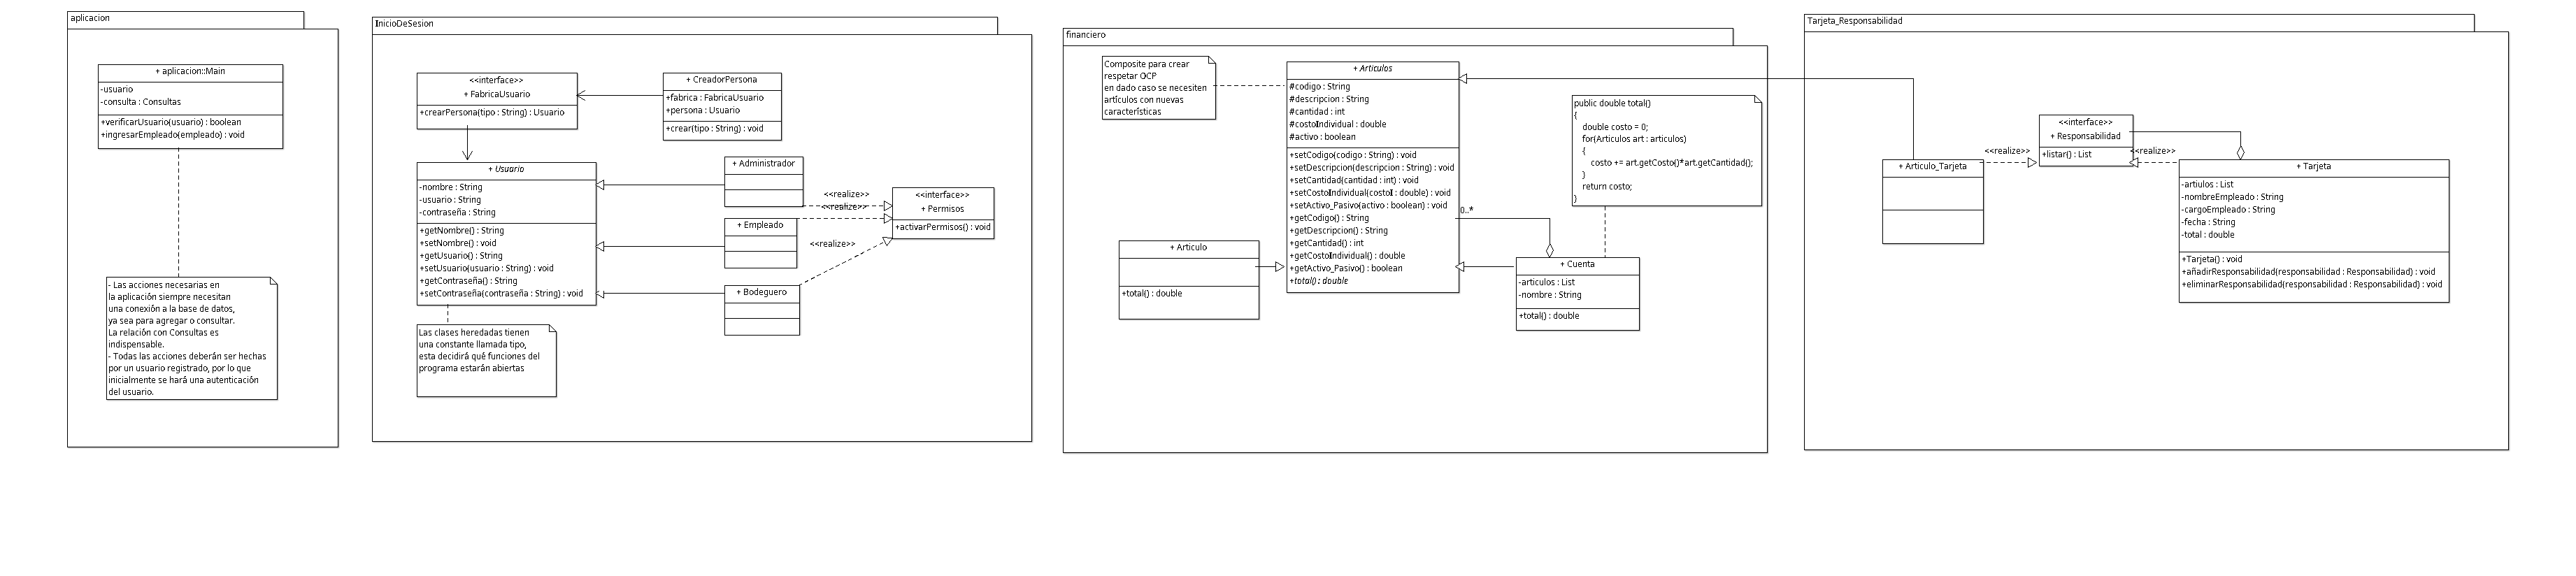 aplicacion
+ aplicacion::Main
-usuario
-consulta : Consultas
+verificarUsuario(usuario) : boolean
+ingresarEmpleado(empleado) : void
- Las acciones necesarias en
la aplicación siempre necesitan
una conexión a la base de datos,
ya sea para agregar o consultar.
La relación con Consultas es
indispensable.
- Todas las acciones deberán ser hechas
por un usuario registrado, por lo que
inicialmente se hará una autenticación
del usuario.
InicioDeSesion
<<interface>>
+ FabricaUsuario
+crearPersona(tipo : String) : Usuario
+ CreadorPersona
+fabrica : FabricaUsuario
+persona : Usuario
+crear(tipo : String) : void
+ Usuario
-nombre : String
-usuario : String
-contraseña : String
+getNombre() : String
+setNombre() : void
+getUsuario() : String
+setUsuario(usuario : String) : void
+getContraseña() : String
+setContraseña(contraseña : String) : void
+ Administrador
+ Empleado
+ Bodeguero
<<realize>>
<<realize>>
<<realize>>
<<interface>>
+ Permisos
+activarPermisos() : void
Las clases heredadas tienen
una constante llamada tipo,
esta decidirá qué funciones del
programa estarán abiertas
financiero
Composite para crear
respetar OCP
en dado caso se necesiten
artículos con nuevas
características
+ Articulos
#codigo : String
#descripcion : String
#cantidad : int
#costoIndividual : double
#activo : boolean
+setCodigo(codigo : String) : void
+setDescripcion(descripcion : String) : void
+setCantidad(cantidad : int) : void
+setCostoIndividual(costoI : double) : void
+setActivo_Pasivo(activo : boolean) : void
+getCodigo() : String
+getDescripcion() : String
+getCantidad() : int
+getCostoIndividual() : double
+getActivo_Pasivo() : boolean
+total() : double
+ Articulo
+total() : double
public double total()
{
double costo = 0;
for(Articulos art : articulos)
{
costo += art.getCosto()*art.getCantidad();
}
return costo;
}
0..*
+ Cuenta
-articulos : List
-nombre : String
+total() : double
Tarjeta_Responsabilidad
+ Articulo_Tarjeta
<<realize>>
<<interface>>
+ Responsabilidad
+listar() : List
<<realize>>
+ Tarjeta
-artiulos : List
-nombreEmpleado : String
-cargoEmpleado : String
-fecha : String
-total : double
+Tarjeta() : void
+añadirResponsabilidad(responsabilidad : Responsabilidad) : void
+eliminarResponsabilidad(responsabilidad : Responsabilidad) : void